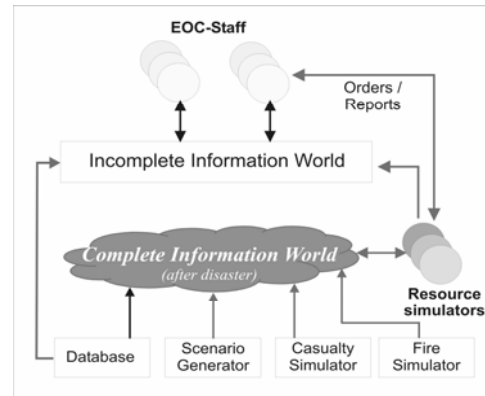 EOC-Staff
Orders /
Reports
Incomplete Information World
Complete Information World
(after disaster)
Resource
simulators
Database
Scenario
Generator
Casualty
Simulator
Fire
Simulator